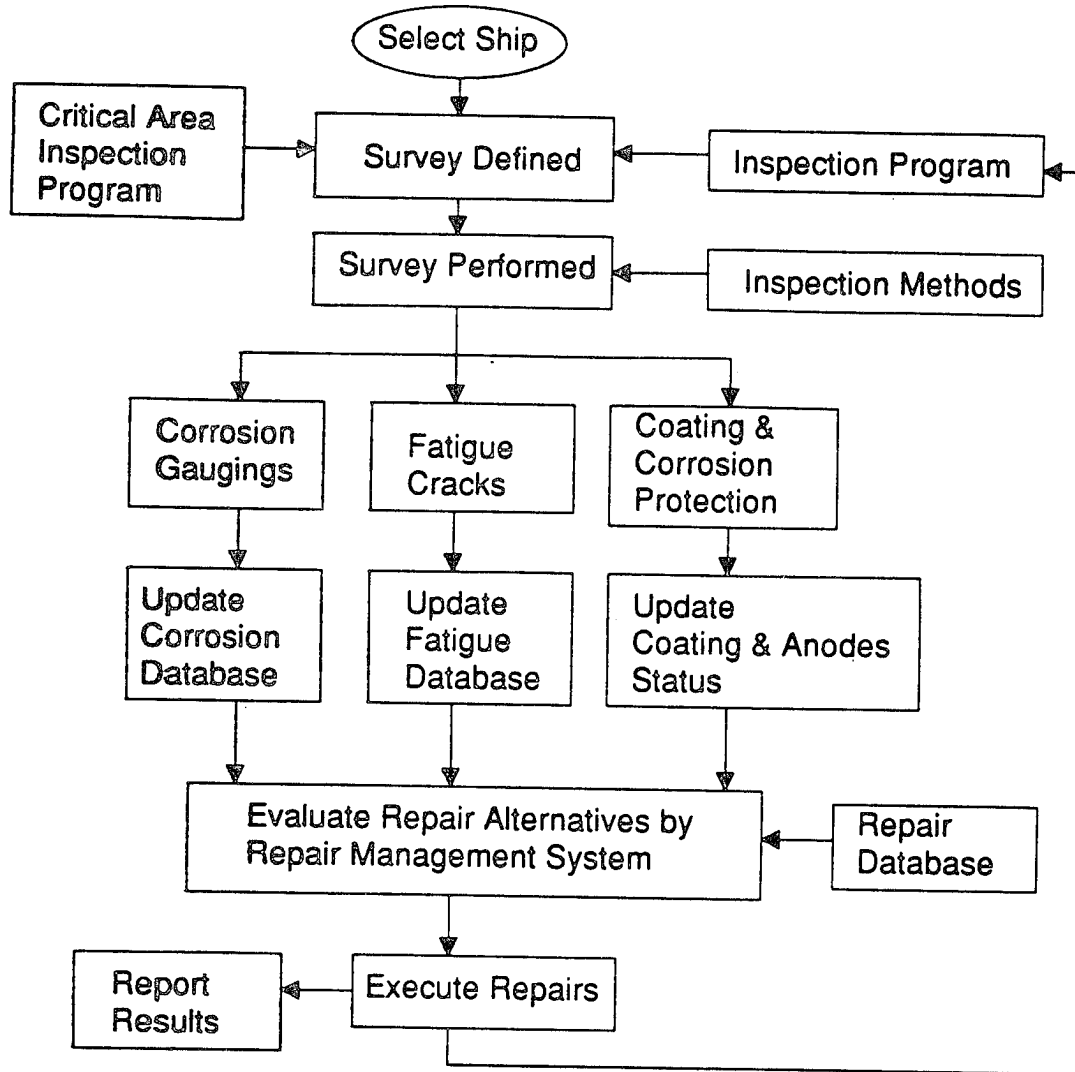 Select Ship
Critical Area
Inspection
Program
Survey Defined
Inspection Program
Survey Performed
Inspection Methods
Corrosion
Gaugings
Fatigue
Cracks
Coating &
Corrosion
Protection
Update
Corrosion
Database
Update
Fatigue
Database
Update
Coating & Anodes
Status
Evaluate Repair Alternatives by
Repair Management System
Repair
Database
Report
Results
Execute Repairs